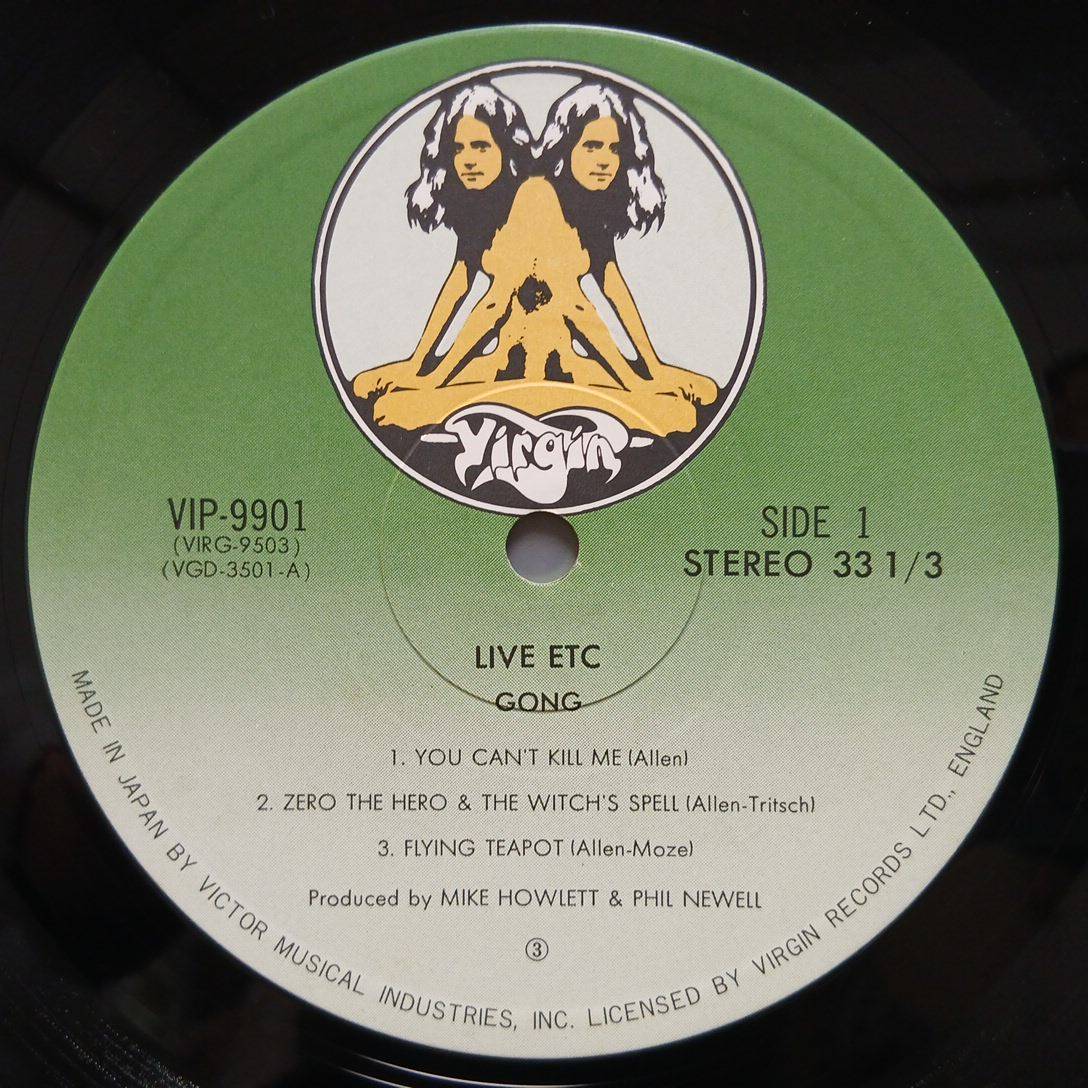 Virgin
VIP-9901
(VIRG-9503)
(VGD-3501-A)
SIDE 1
STEREO 33 1/3
LIVE ETC
GONG
1. YOU CAN'T KILL ME (Allen)
2. ZERO THE HERO & THE WITCH'S SPELL (Allen-Tritsch)
3. FLYING TEAPOT (Allen-Moze)
Produced by MIKE HOWLETT & PHIL NEWELL
③
MADE IN JAPAN BY VICTOR MUSICAL INDUSTRIES, INC. LICENSED BY VIRGIN RECORDS LTD., ENGLAND